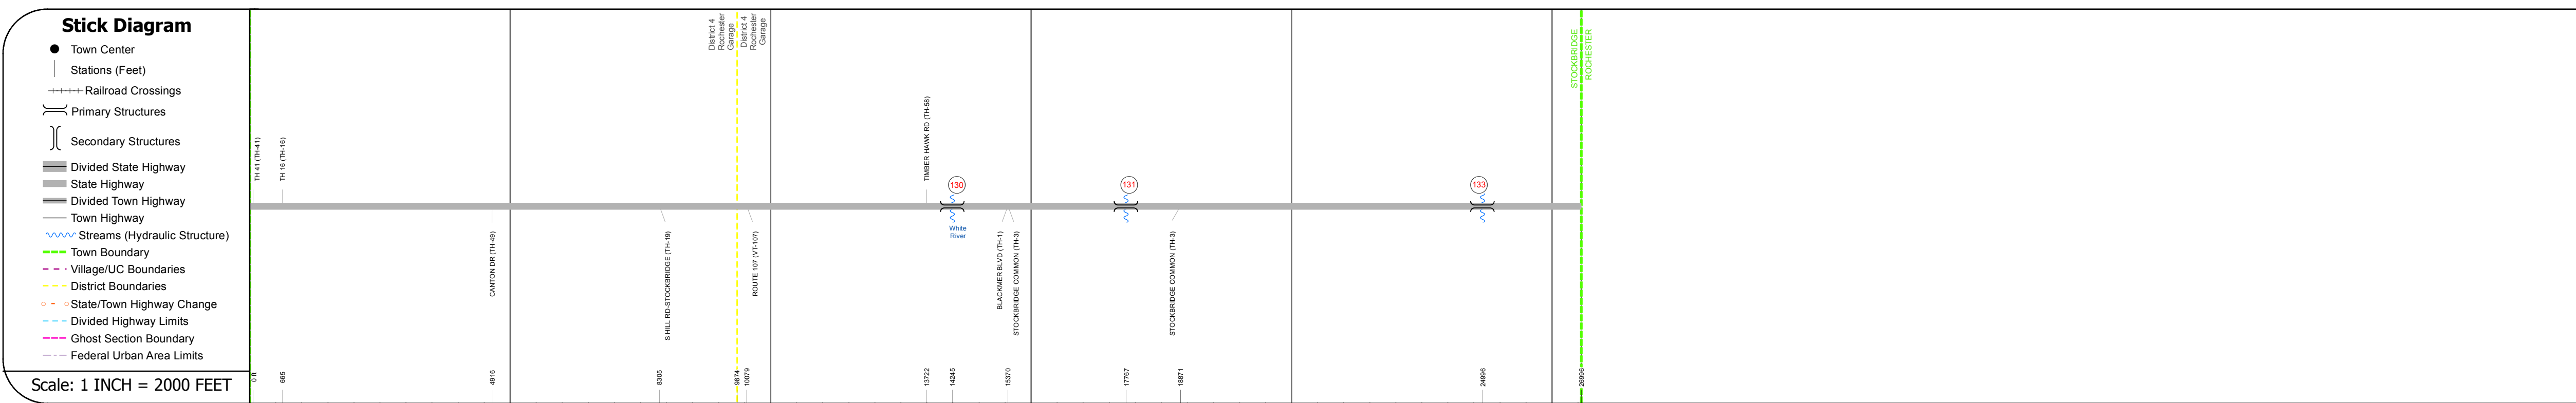 Stick Diagram
Town Center
Stations (Feet)
Railroad Crossings
Primary Structures
Secondary Structures
Divided State Highway
State Highway
Divided Town Highway
Town Highway
Streams (Hydraulic Structure)
Town Boundary
Village/UC Boundaries
District Boundaries
State/Town Highway Change
Divided Highway Limits
Ghost Section Boundary
Federal Urban Area Limits
Scale: 1 INCH = 2000 FEET
District 4
Rochester
Garage
District 4
Rochester
Garage
STOCKBRIDGE
ROCHESTER
TH 41 (TH-41)
TH 16 (TH-16)
TIMBER HAWK RD (TH-58)
130
131
133
White
River
CANTON DR (TH-49)
S HILL RD-STOCKBRIDGE (TH-19)
ROUTE 107 (VT-107)
BLACKMER BLVD (TH-1)
STOCKBRIDGE COMMON (TH-3)
STOCKBRIDGE COMMON (TH-3)
0 ft
665
4916
8305
9874
10079
13722
14245
15370
17767
18871
24996
26996